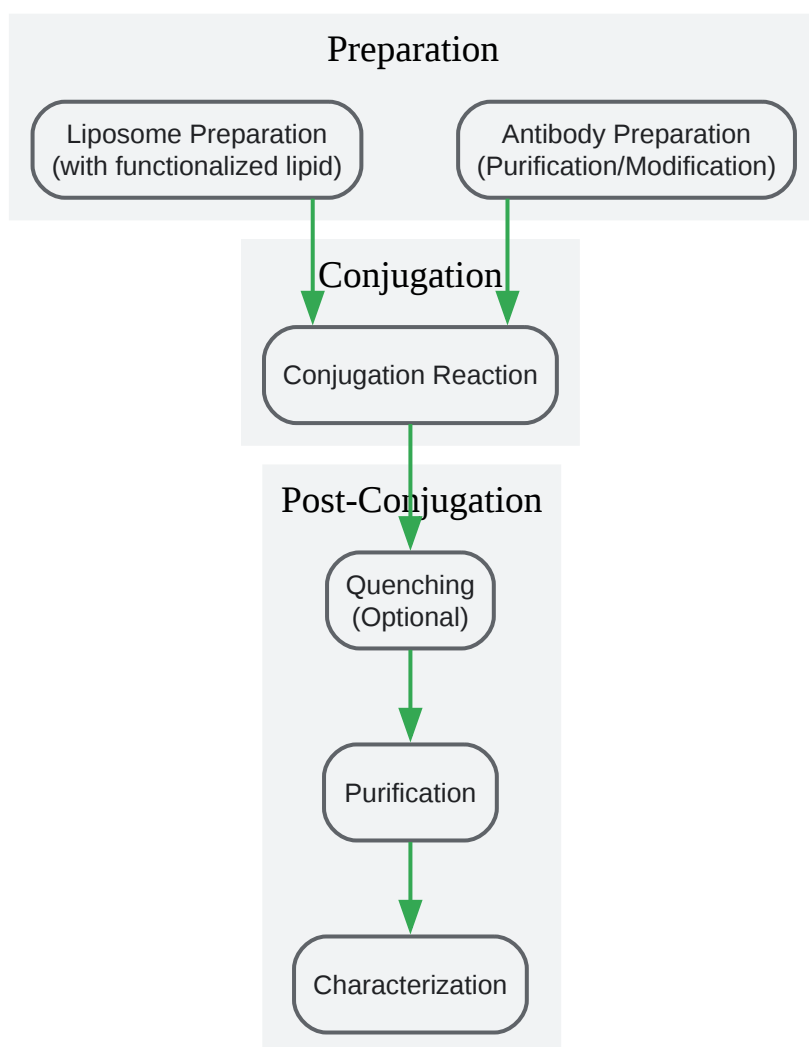 Preparation
Liposome Preparation
(with functionalized lipid)
Antibody Preparation
(Purification/Modification)
Conjugation
Conjugation Reaction
Post-Conjugation
Quenching
(Optional)
Purification
Characterization